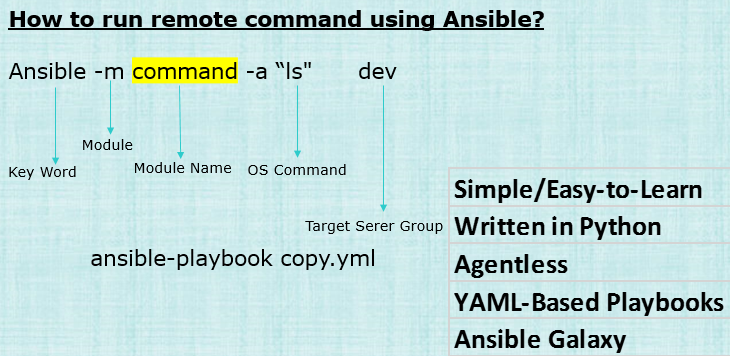 How to run remote command using Ansible?
Ansible -m command -a “ls" dev
Module
Key Word
Module Name
OS Command
Target Serer Group
ansible-playbook copy.yml
Simple/Easy-to-Learn
Written in Python
Agentless
YAML-Based Playbooks
Ansible Galaxy